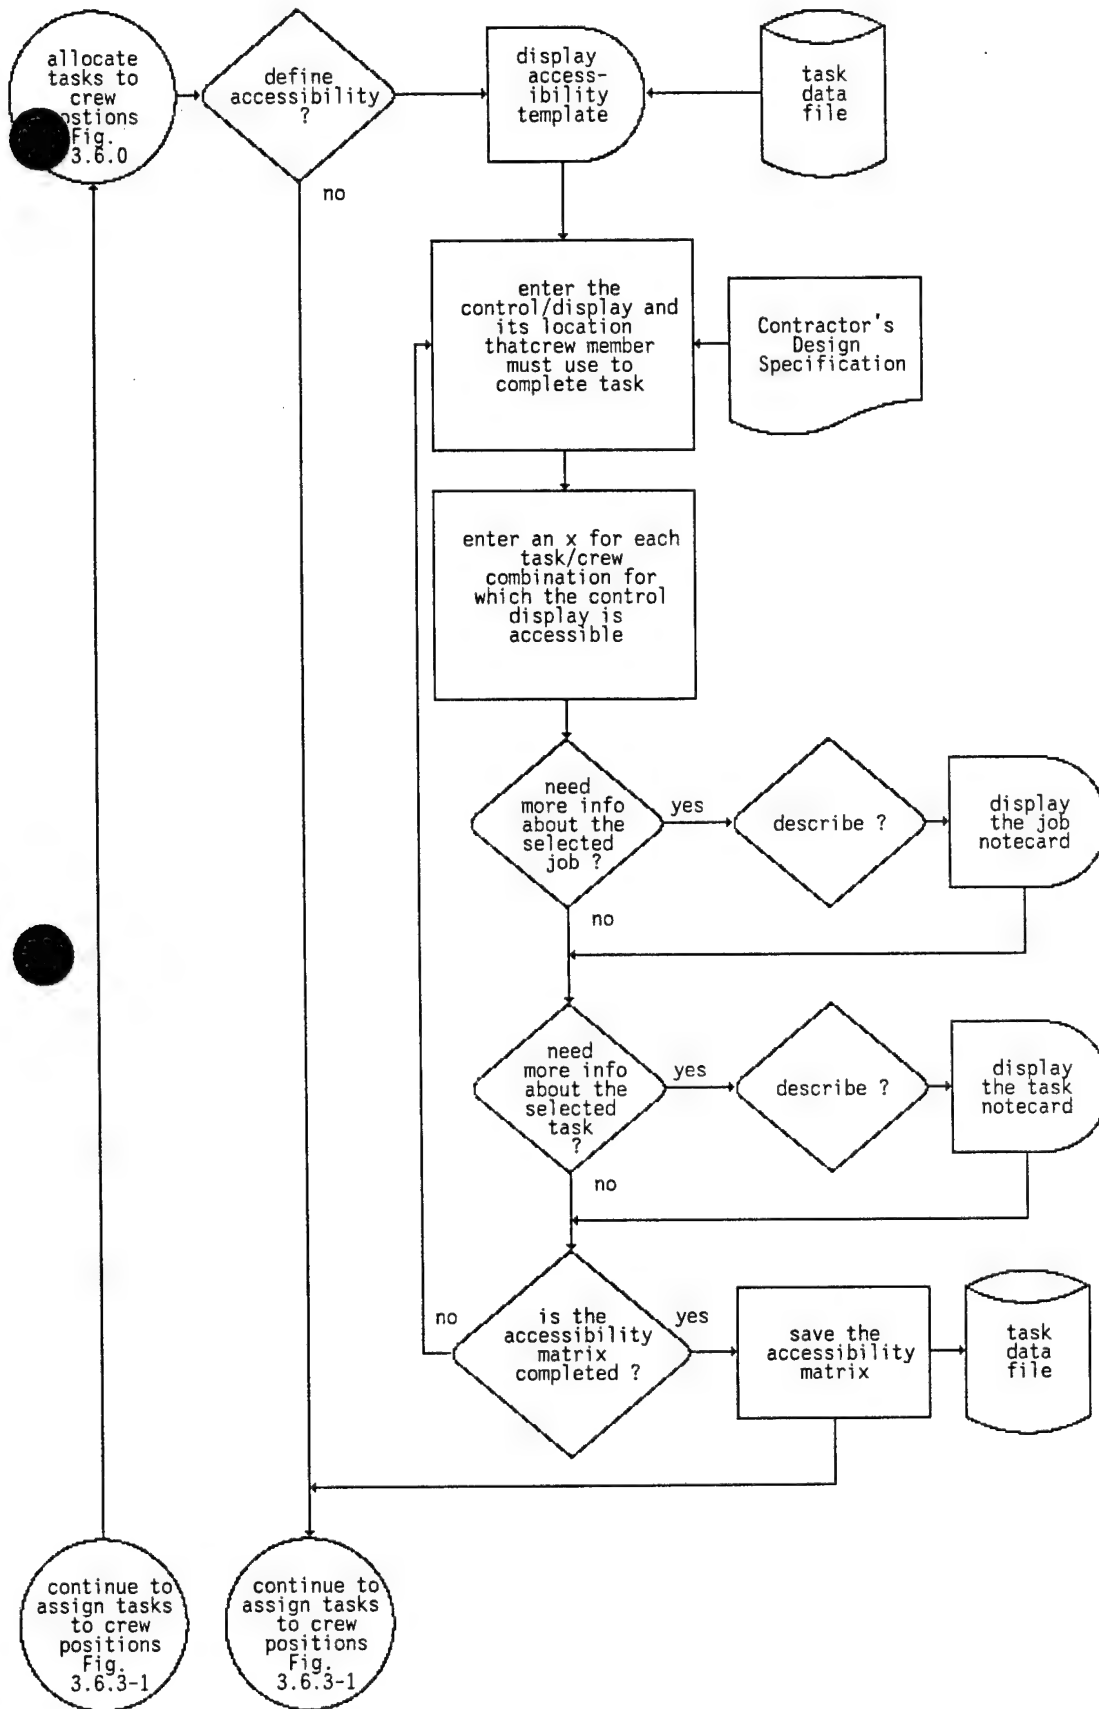 allocate
tasks to
crew
postions
Fig.
3.6.0
define
accessibility
?
display
access-
ibility
template
task
data
file
no
enter the
control/display and
its location
thatcrew member
must use to
complete task
Contractor's
Design
Specification
enter an x for each
task/crew
combination for
which the control
display is
accessible
need
more info
about the
selected
job ?
yes
describe ?
display
the job
notecard
no
need
more info
about the
selected
task
?
yes
describe ?
display
the task
notecard
no
no
is the
accessibility
matrix
completed ?
yes
save the
accessibility
matrix
task
data
file
continue to
assign tasks
to crew
positions
Fig.
3.6.3-1
continue to
assign tasks
to crew
positions
Fig.
3.6.3-1